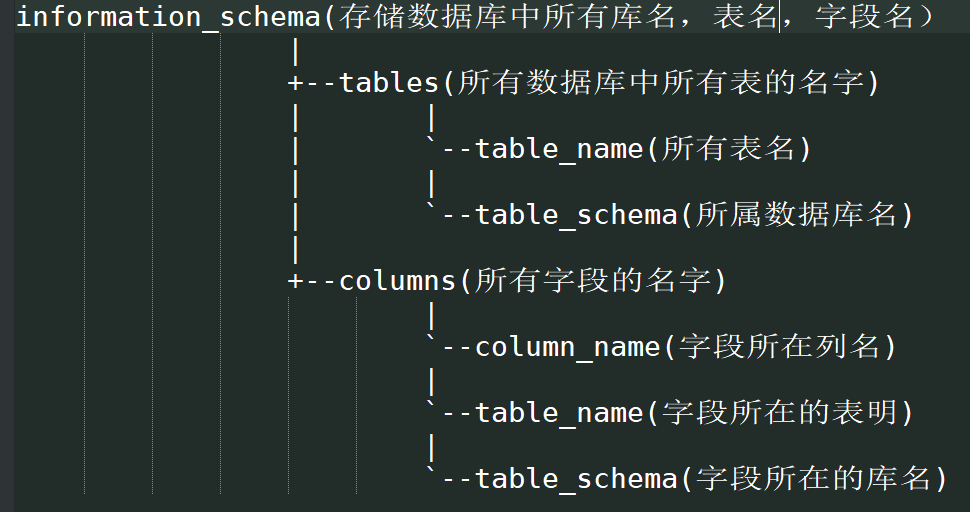 information_schema(存储数据库中所有库名，表名，字段名）
|
+--tables(所有数据库中所有表的名字)
|       |
|       `--table_name(所有表名)
|       |
|       `--table_schema(所属数据库名)
|
+--columns(所有字段的名字)
|
`--column_name(字段所在列名)
|
`--table_name(字段所在的表明)
|
`--table_schema(字段所在的库名)